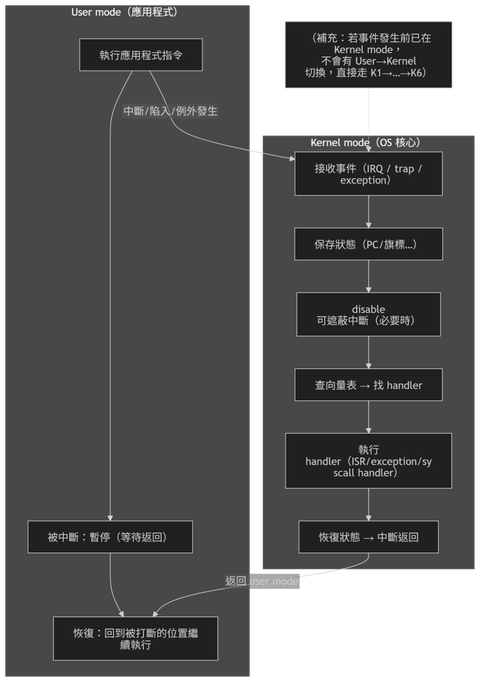 User mode（應用程式）
執行應用程式指令
中斷/陷入/例外發生
（補充：若事件發生前已在
Kernel mode，
不會有 User→Kernel
切換，直接走 K1→…→K6）
Kernel mode（OS 核心）
接收事件（IRQ / trap /
exception）
保存狀態（PC/旗標…）
disable
可遮蔽中斷（必要時）
查向量表 → 找 handler
執行
handler（ISR/exception/sy
scall handler）
恢復狀態 → 中斷返回
被中斷：暫停（等待返回）
返回 user mode
恢復：回到被打斷的位置繼
續執行